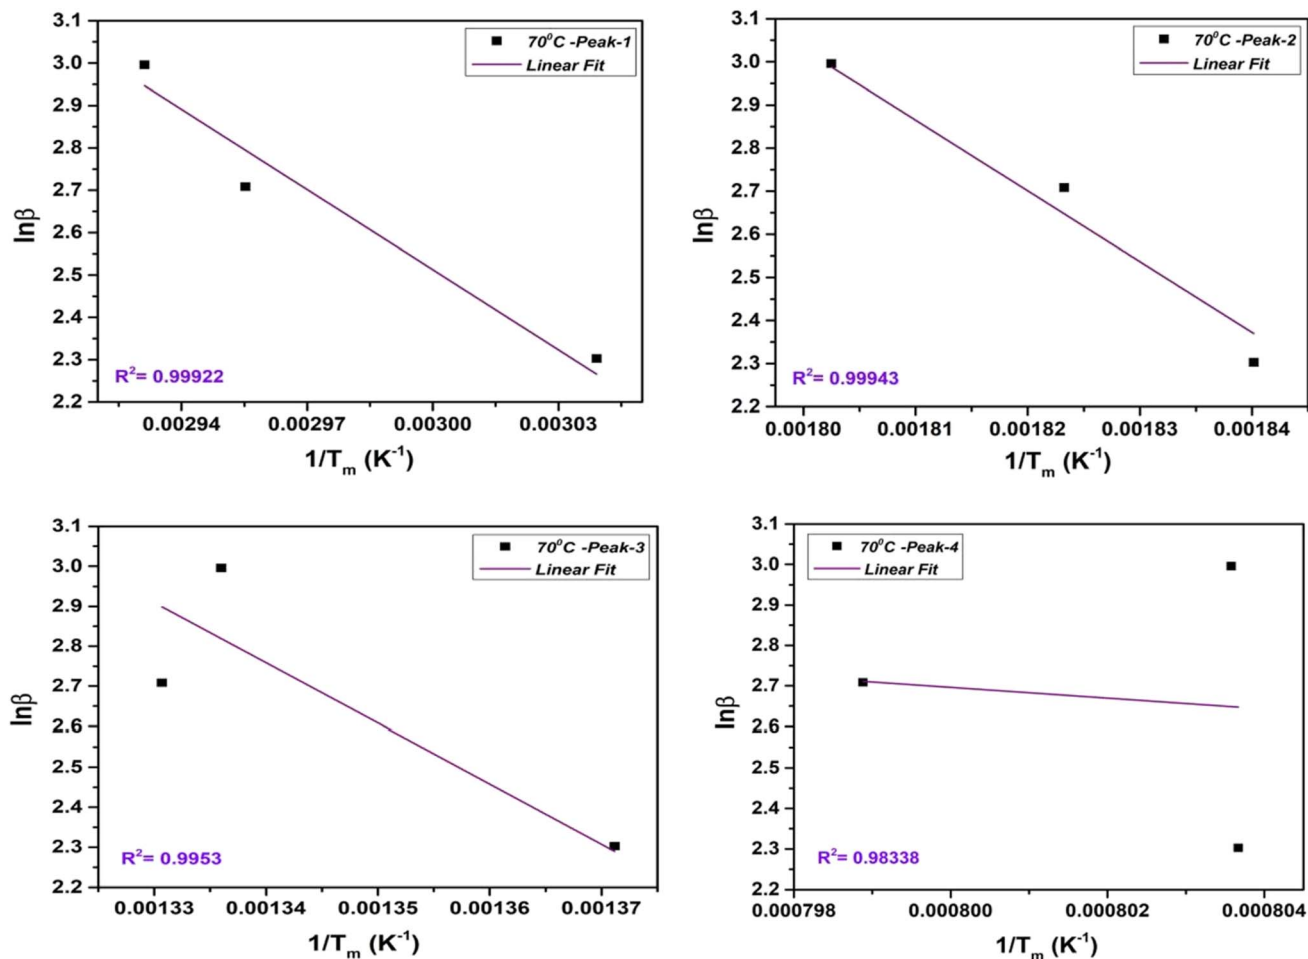 3.1
3.0
2.9
2.8
2.7
2.6
2.5
2.4
2.3
2.2
lnβ
70⁰C -Peak-1
Linear Fit
R²= 0.99922
0.00294 0.00297 0.00300 0.00303
1/Tₘ (K⁻¹)
3.1
3.0
2.9
2.8
2.7
2.6
2.5
2.4
2.3
2.2
lnβ
70⁰C -Peak-2
Linear Fit
R²= 0.99943
0.00180 0.00181 0.00182 0.00183 0.00184
1/Tₘ (K⁻¹)
3.1
3.0
2.9
2.8
2.7
2.6
2.5
2.4
2.3
2.2
lnβ
70⁰C -Peak-3
Linear Fit
R²= 0.9953
0.00133 0.00134 0.00135 0.00136 0.00137
1/Tₘ (K⁻¹)
3.1
3.0
2.9
2.8
2.7
2.6
2.5
2.4
2.3
2.2
lnβ
70⁰C -Peak-4
Linear Fit
R²= 0.98338
0.000798 0.000800 0.000802 0.000804
1/Tₘ (K⁻¹)